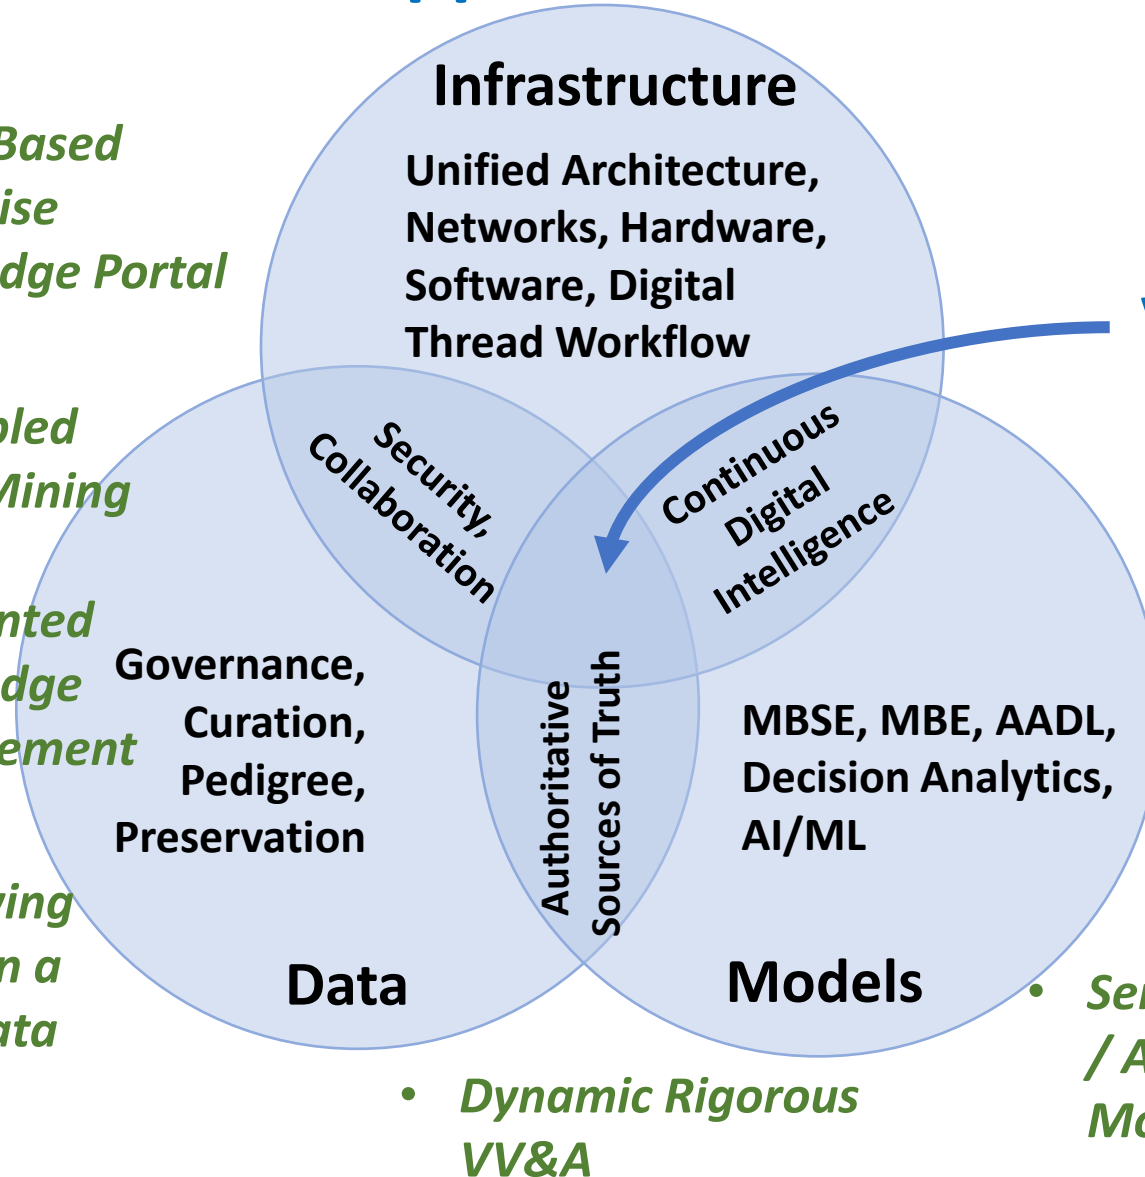 Infrastructure
Unified Architecture,
Networks, Hardware,
Software, Digital
Thread Workflow
Based
ise
dge Portal
bled
Mining
nted
dge
ement
ving
n a
ata
Security,
Collaboration
Continuous
Digital
Intelligence
Governance,
Curation,
Pedigree,
Preservation
Authoritative
Sources of Truth
MBSE, MBE, AADL,
Decision Analytics,
AI/ML
Data
Models
• Dynamic Rigorous
VV&A
• Ser
/ A
Mo